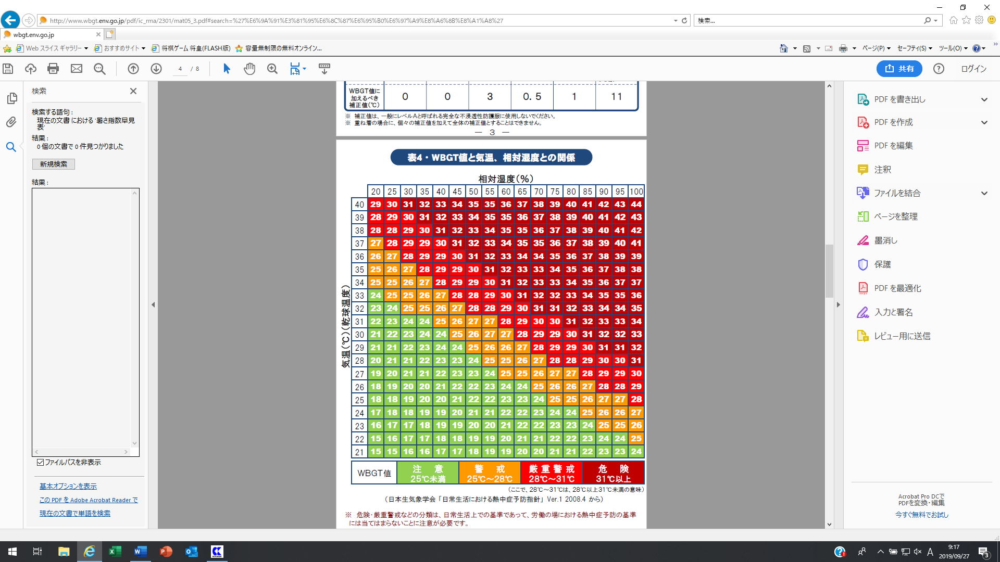 http://www.wbgt.env.go.jp/pdf/ic_rma/2301/mat05_3.pdf#search=%27%E6%9A%91%E3%81%95%E6%8C%87%E6%95%B0%E6%97%A9%E8%A6%8B%E8%A1%A8%27
検索...
wbgt.env.go.jp
Web スライス ギャラリー
おすすめサイト
将棋ゲーム 将皇(FLASH版)
容量無制限の無料オンライン...
ページ(P)
セーフティ(S)
ツール(O)
4 / 8
共有
ログイン
検索
検索する語句 :
現在の文書 における '暑さ指数早見
表'
結果 :
0 個の文書で 0 件見つかりました
新規検索
結果 :
ファイルパスを非表示
基本オプションを表示
この PDF を Adobe Acrobat Reader で
現在の文書で単語を検索
WBGT値に
加えるべき
補正値(℃)
0 0 3 0.5 1 11
※ 補正値は、一般にレベルAと呼ばれる完全な不浸透性防護服に使用しないでください。
※ 重ね着の場合に、個々の補正値を加えて全体の補正値とすることはできません。
― 3 ―
表4・WBGT値と気温、相対湿度との関係
相対湿度(%)
気温(℃)(乾球温度)
20 25 30 35 40 45 50 55 60 65 70 75 80 85 90 95 100
40 29 30 31 32 33 34 35 35 36 37 38 39 40 41 42 43 44
39 28 29 30 31 32 33 34 35 35 36 37 38 39 40 41 42 43
38 28 28 29 30 31 32 33 34 35 35 36 37 38 39 40 41 42
37 27 28 29 29 30 31 32 33 34 35 35 36 37 38 39 40 41
36 26 27 28 29 29 30 31 32 33 34 34 35 36 37 38 39 39
35 25 26 27 28 29 29 30 31 32 33 33 34 35 36 37 38 38
34 25 25 26 27 28 29 29 30 31 32 33 33 34 35 36 37 37
33 24 25 25 26 27 28 28 29 30 31 32 32 33 34 35 35 36
32 23 24 25 25 26 27 28 28 29 30 31 31 32 33 34 34 35
31 22 23 24 24 25 26 27 27 28 29 30 30 31 32 33 33 34
30 21 22 23 24 24 25 26 27 27 28 29 29 30 31 32 32 33
29 21 21 22 23 24 24 25 26 26 27 28 29 29 30 31 31 32
28 20 21 21 22 23 23 24 25 25 26 27 28 28 29 30 30 31
27 19 20 21 21 22 23 23 24 25 25 26 27 27 28 29 29 30
26 18 19 20 20 21 22 22 23 24 24 25 26 26 27 28 28 29
25 18 18 19 20 20 21 22 22 23 23 24 25 25 26 27 27 28
24 17 18 18 19 19 20 21 21 22 22 23 24 24 25 26 26 27
23 16 17 17 18 19 19 20 20 21 22 22 23 23 24 25 25 26
22 15 16 17 17 18 18 19 19 20 21 21 22 22 23 24 24 25
21 15 15 16 16 17 17 18 19 19 20 20 21 21 22 23 23 24
WBGT値
注 意
25℃未満
警 戒
25℃～28℃
厳重警戒
28℃～31℃
危 険
31℃以上
(ここで、28℃～31℃は、28℃以上31℃未満の意味)
(日本生気象学会「日常生活における熱中症予防指針」 Ver.1 2008.4 から)
※ 危険・厳重警戒などの分類は、日常生活上での基準であって、労働の場における熱中症予防の基準
には当てはまらないことに注意が必要です。
PDF を書き出し
PDF を作成
PDF を編集
注釈
ファイルを結合
ページを整理
墨消し
保護
PDF を最適化
入力と署名
レビュー用に送信
Acrobat Pro DCで
PDFを変換・編集
今すぐ無料でお試し
A
9:17
2019/09/27
3